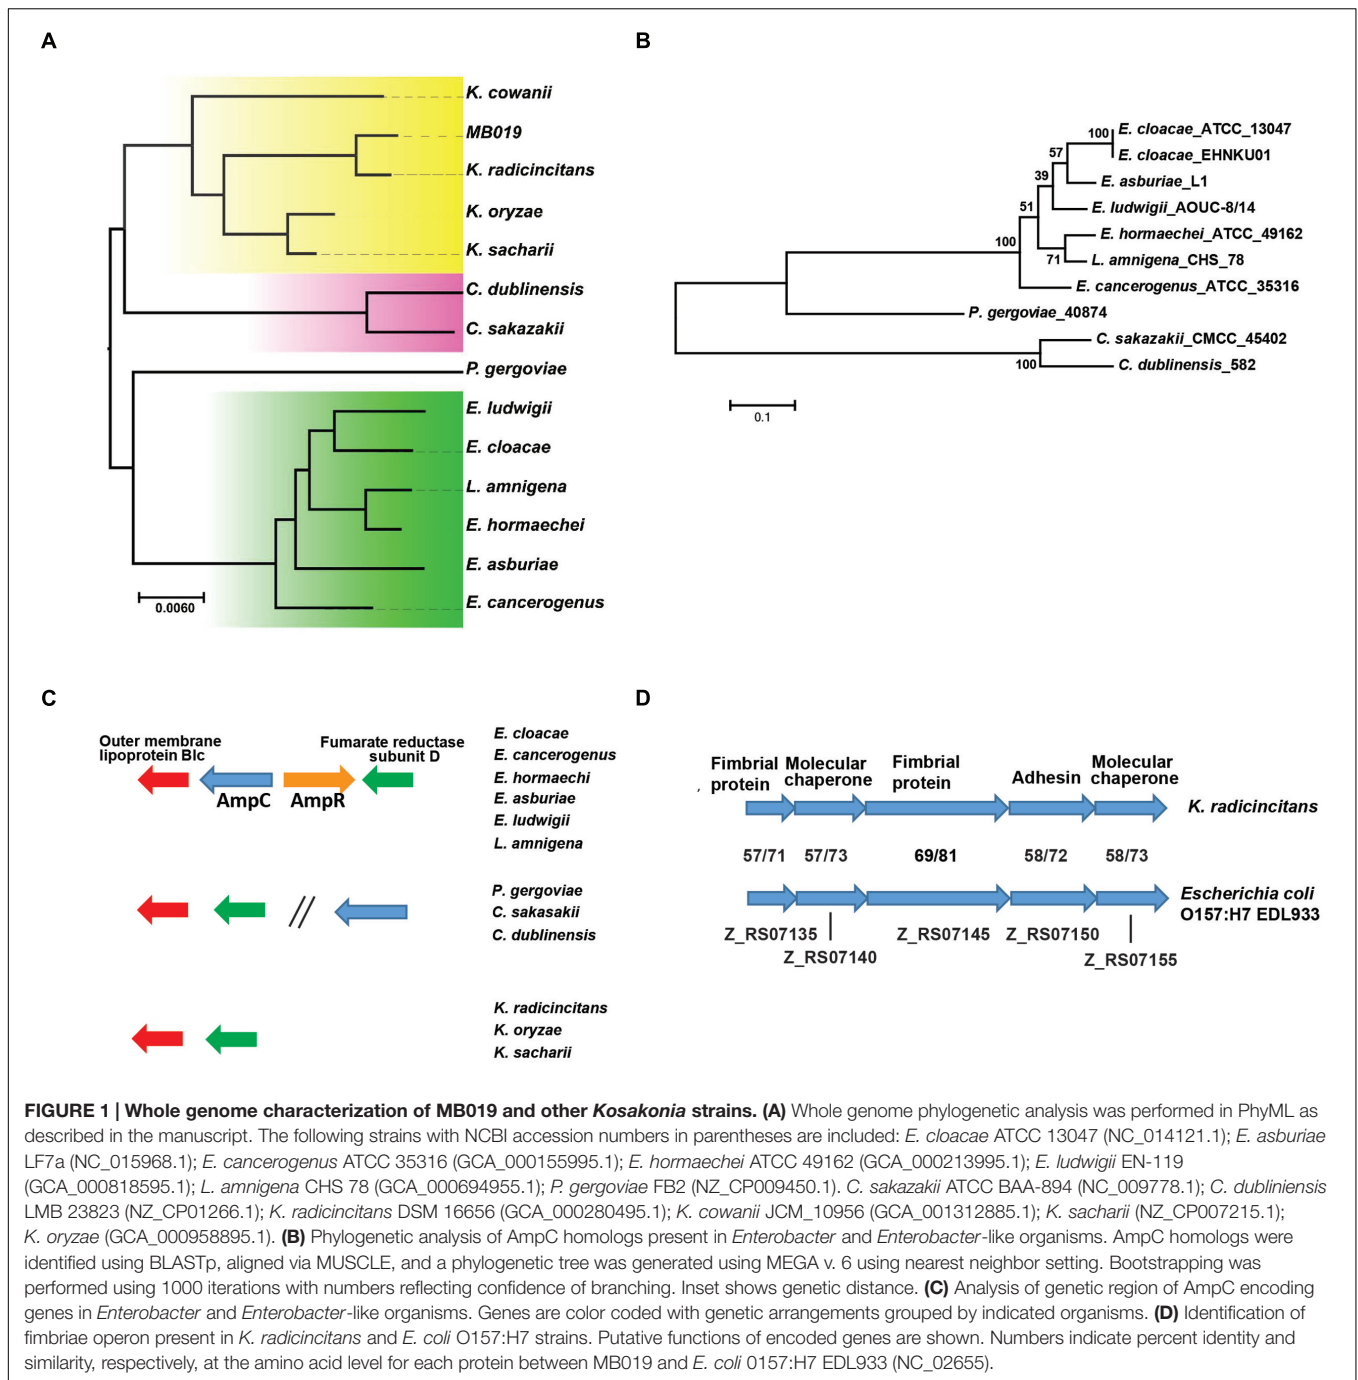 A
K. cowanii
MB019
K. radicincitans
K. oryzae
K. sacharii
C. dublinensis
C. sakazakii
P. gergoviae
E. ludwigii
E. cloacae
L. amnigena
E. hormaechei
E. asburiae
E. cancerogenus
0.0060
B
100
E. cloacae_ATCC_13047
57
E. cloacae_EHNKU01
39
E. asburiae_L1
51
E. ludwigii_AOUC-8/14
100
E. hormaechei_ATCC_49162
71
L. amnigena_CHS_78
E. cancerogenus_ATCC_35316
P. gergoviae_40874
C. sakazakii_CMCC_45402
100
C. dublinensis_582
0.1
C
Outer membrane
lipoprotein Blc
Fumarate reductase
subunit D
AmpC
AmpR
E. cloacae
E. cancerogenus
E. hormaechi
E. asburiae
E. ludwigii
L. amnigena
P. gergoviae
C. sakasakii
C. dublinensis
K. radicincitans
K. oryzae
K. sacharii
D
Fimbrial
protein
Molecular
chaperone
Fimbrial
protein
Adhesin
Molecular
chaperone
,
K. radicincitans
57/71 57/73 69/81 58/72 58/73
Escherichia coli
O157:H7 EDL933
Z_RS07135
Z_RS07140
Z_RS07145
Z_RS07150
Z_RS07155
FIGURE 1 | Whole genome characterization of MB019 and other Kosakonia strains. (A) Whole genome phylogenetic analysis was performed in PhyML as
described in the manuscript. The following strains with NCBI accession numbers in parentheses are included: E. cloacae ATCC 13047 (NC_014121.1); E. asburiae
LF7a (NC_015968.1); E. cancerogenus ATCC 35316 (GCA_000155995.1); E. hormaechei ATCC 49162 (GCA_000213995.1); E. ludwigii EN-119
(GCA_000818595.1); L. amnigena CHS 78 (GCA_000694955.1); P. gergoviae FB2 (NZ_CP009450.1). C. sakazakii ATCC BAA-894 (NC_009778.1); C. dubliniensis
LMB 23823 (NZ_CP01266.1); K. radicincitans DSM 16656 (GCA_000280495.1); K. cowanii JCM_10956 (GCA_001312885.1); K. sacharii (NZ_CP007215.1);
K. oryzae (GCA_000958895.1). (B) Phylogenetic analysis of AmpC homologs present in Enterobacter and Enterobacter-like organisms. AmpC homologs were
identified using BLASTp, aligned via MUSCLE, and a phylogenetic tree was generated using MEGA v. 6 using nearest neighbor setting. Bootstrapping was
performed using 1000 iterations with numbers reflecting confidence of branching. Inset shows genetic distance. (C) Analysis of genetic region of AmpC encoding
genes in Enterobacter and Enterobacter-like organisms. Genes are color coded with genetic arrangements grouped by indicated organisms. (D) Identification of
fimbriae operon present in K. radicincitans and E. coli O157:H7 strains. Putative functions of encoded genes are shown. Numbers indicate percent identity and
similarity, respectively, at the amino acid level for each protein between MB019 and E. coli 0157:H7 EDL933 (NC_02655).